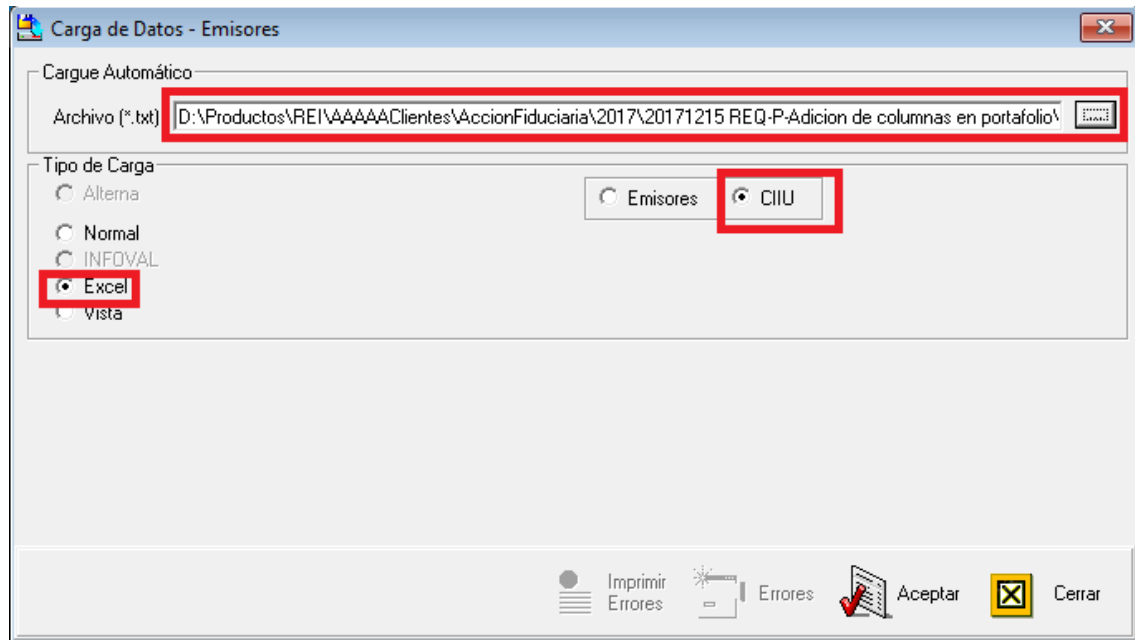 Carga de Datos - Emisores
Cargue Automático
Archivo (*.txt) D:\Productos\REI\AAAAAClientes\AccionFiduciaria\2017\20171215 REQ-P-Adicion de columnas en portafolio\ ......
Tipo de Carga
Alterna
Emisores CIIU
Normal
INFOVAL
Excel
Vista
Imprimir Errores Errores Aceptar Cerrar